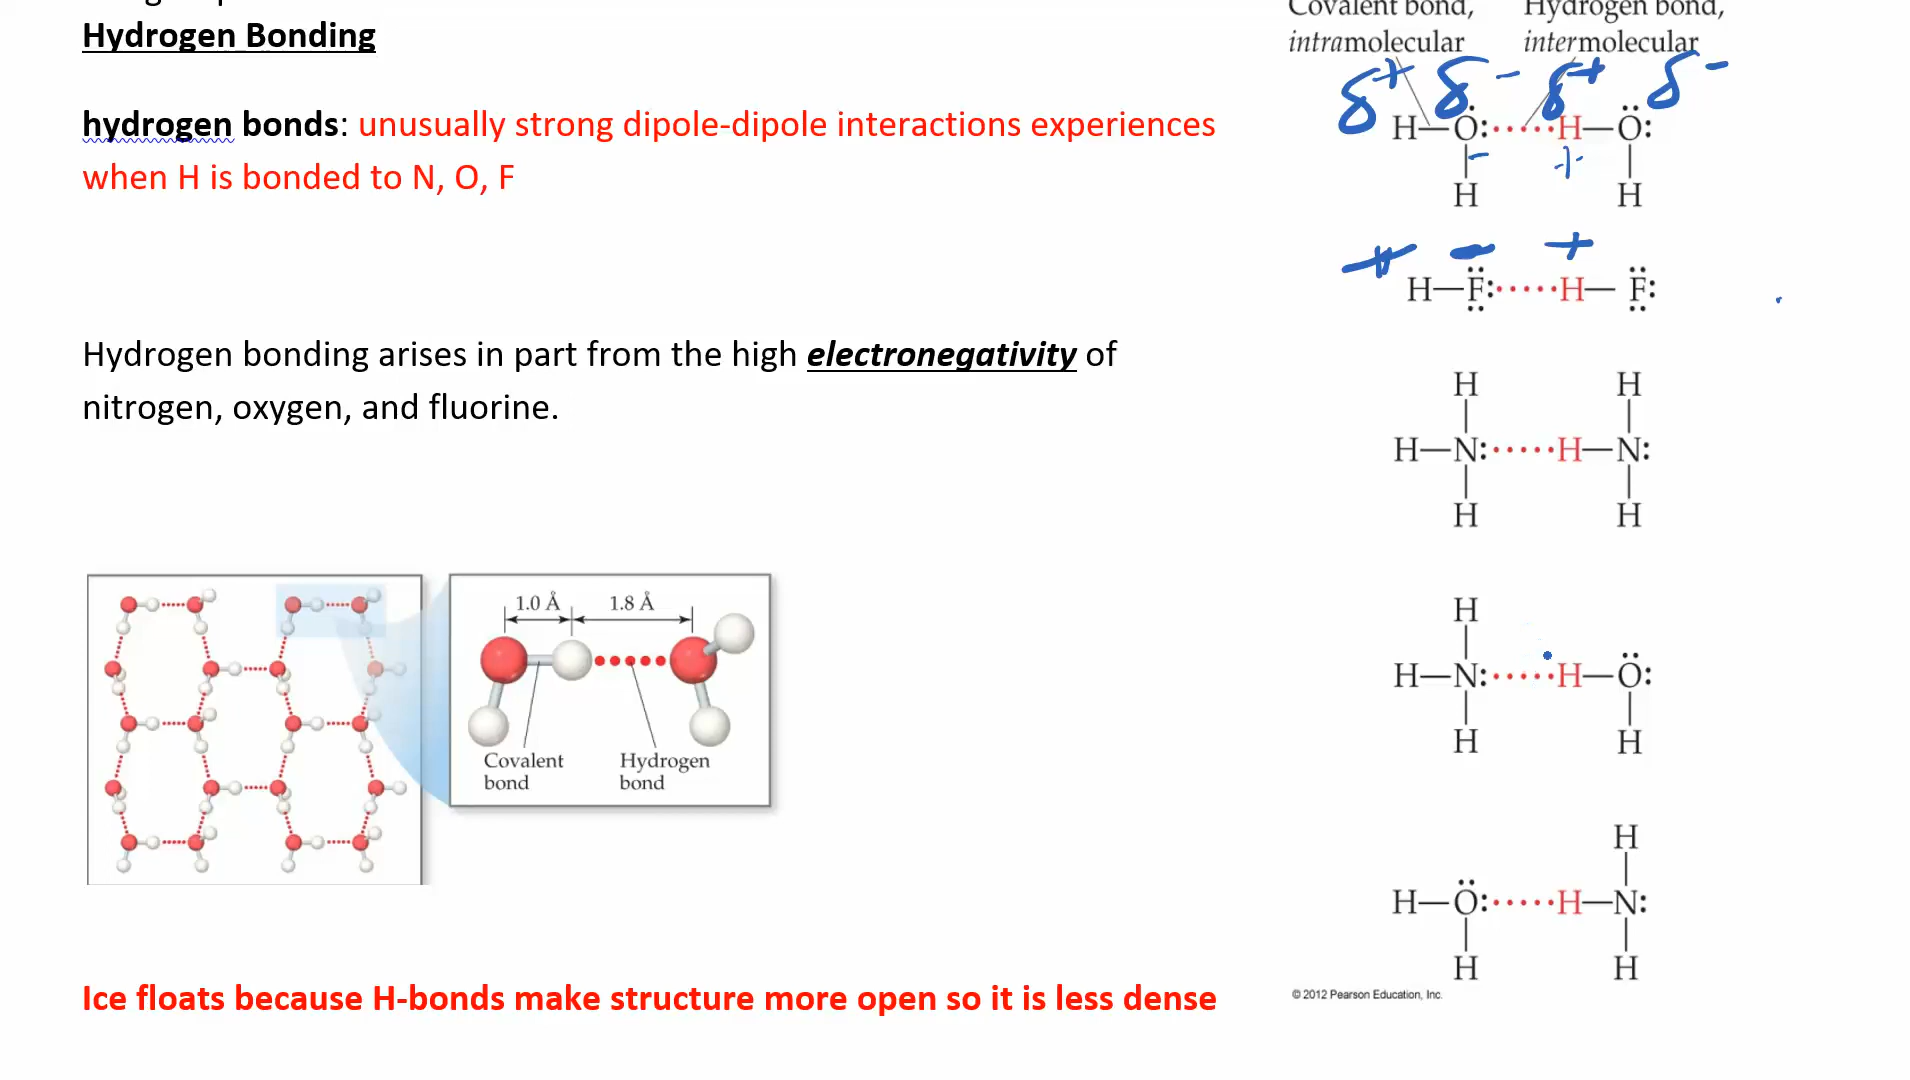 Hydrogen Bonding
hydrogen bonds: unusually strong dipole-dipole interactions experiences
when H is bonded to N, O, F
Hydrogen bonding arises in part from the high electronegativity of
nitrogen, oxygen, and fluorine.
1.0 Å 1.8 Å
Covalent
bond
Hydrogen
bond
Ice floats because H-bonds make structure more open so it is less dense
Covalent bond,
intramolecular
Hydrogen bond,
intermolecular
δ+ δ- δ+ δ-
H—Ö:·····H—Ö:
- +
H H
+ - +
H—F:·····H— F:
H H
H—N:·····H—N:
H H
H
H—N:·····H—Ö:
H H
H
H—Ö:·····H—N:
H H
© 2012 Pearson Education, Inc.